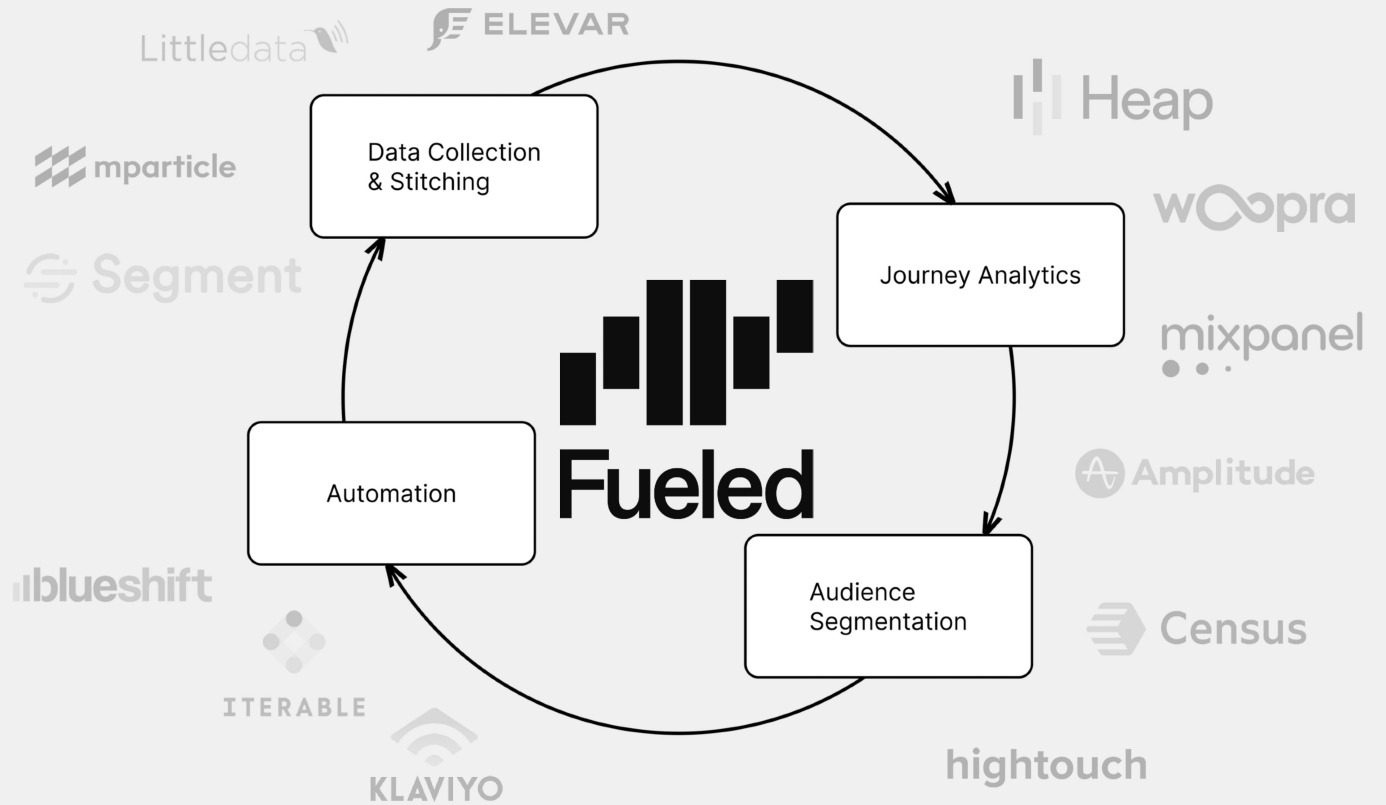 Littledata
ELEVAR
Heap
mparticle
Data Collection
& Stitching
woopra
Segment
Journey Analytics
mixpanel
Fueled
Automation
Amplitude
blueshift
Audience
Segmentation
Census
ITERABLE
hightouch
KLAVIYO